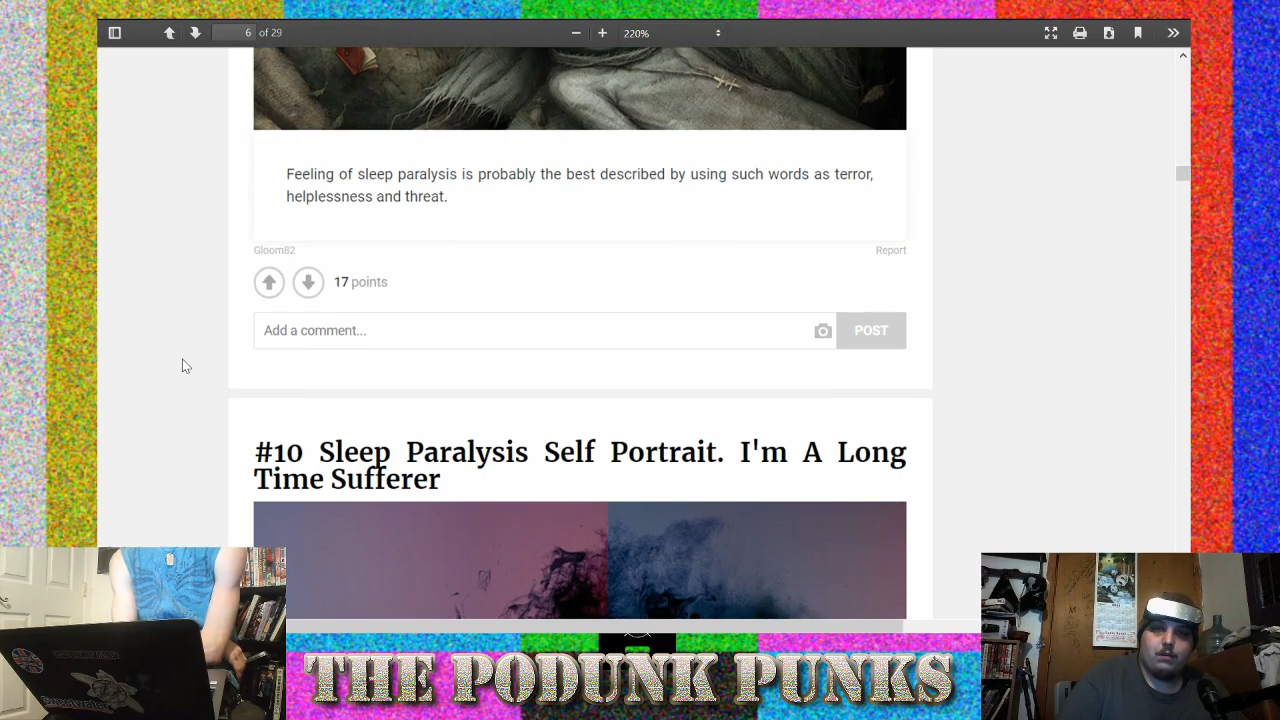 6 of 29
220%
Feeling of sleep paralysis is probably the best described by using such words as terror,
helplessness and threat.
Gloom82
Report
17 points
Add a comment...
POST
#10 Sleep Paralysis Self Portrait. I'm A Long
Time Sufferer
THE PODUNK PUNKS